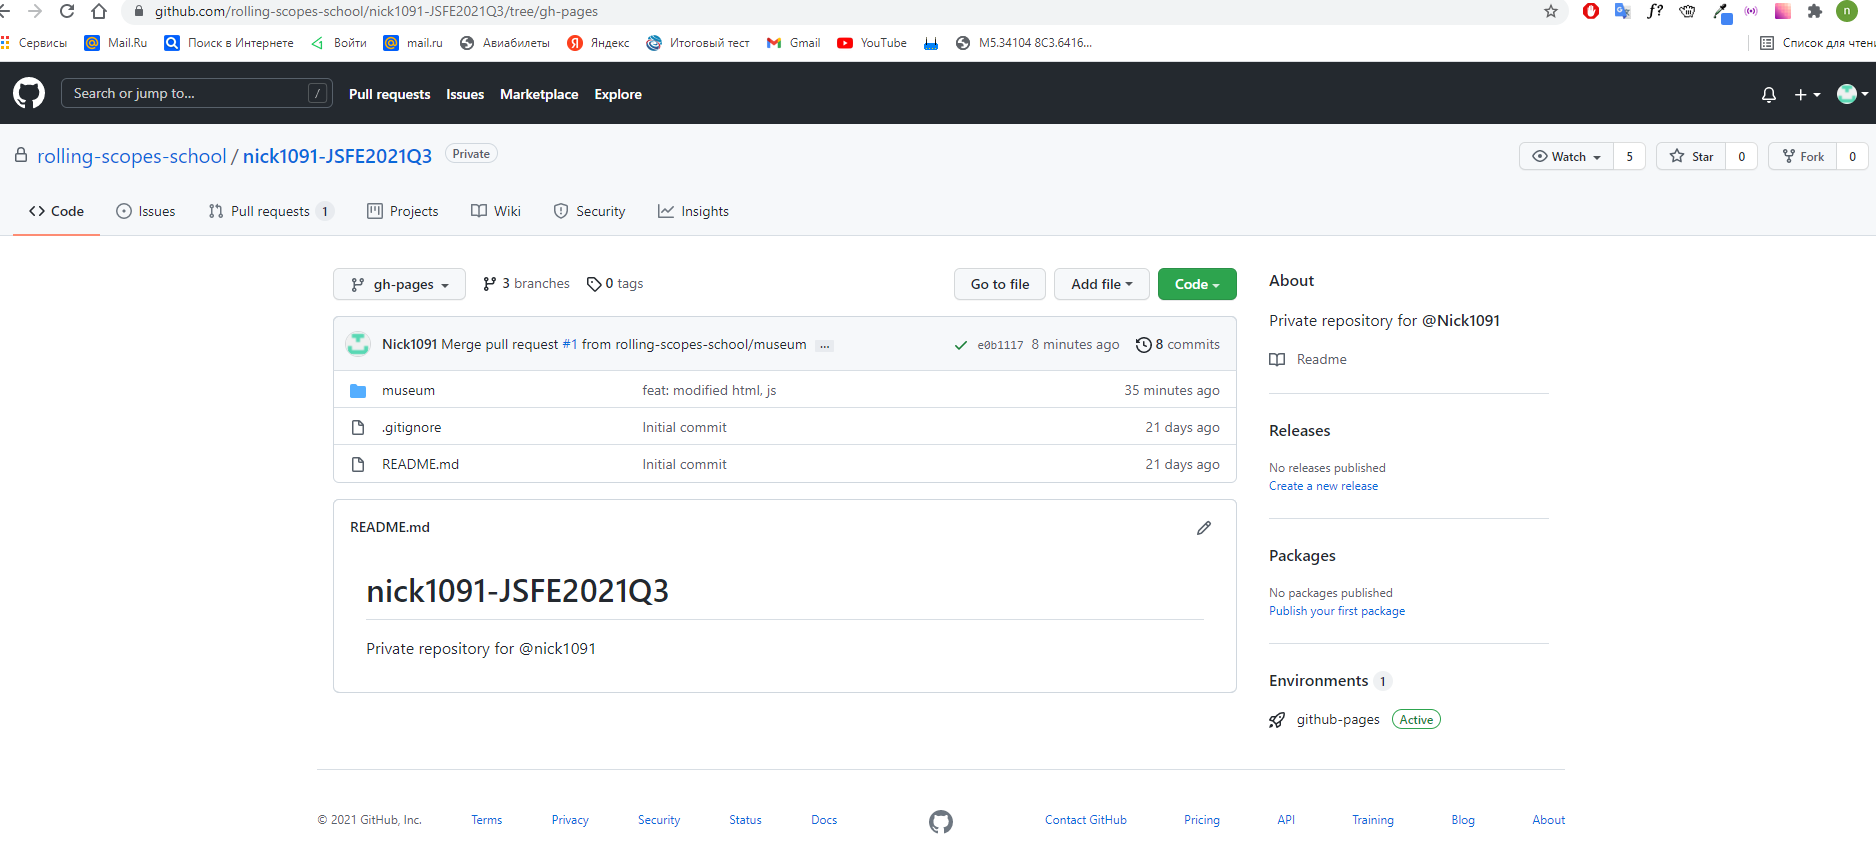 github.com/rolling-scopes-school/nick1091-JSFE2021Q3/tree/gh-pages
f?
n
Сервисы Mail.Ru Поиск в Интернете Войти mail.ru Авиабилеты Яндекс Итоговый тест Gmail YouTube M5.34104 8C3.6416... Список для чтени
Search or jump to... / Pull requests Issues Marketplace Explore
rolling-scopes-school / nick1091-JSFE2021Q3 Private Watch 5 Star 0 Fork 0
Code Issues Pull requests 1 Projects Wiki Security Insights
gh-pages 3 branches 0 tags Go to file Add file Code
Nick1091 Merge pull request #1 from rolling-scopes-school/museum ... e0b1117 8 minutes ago 8 commits
museum feat: modified html, js 35 minutes ago
.gitignore Initial commit 21 days ago
README.md Initial commit 21 days ago
README.md
nick1091-JSFE2021Q3
Private repository for @nick1091
About
Private repository for @Nick1091
Readme
Releases
No releases published
Create a new release
Packages
No packages published
Publish your first package
Environments 1
github-pages Active
© 2021 GitHub, Inc. Terms Privacy Security Status Docs Contact GitHub Pricing API Training Blog About